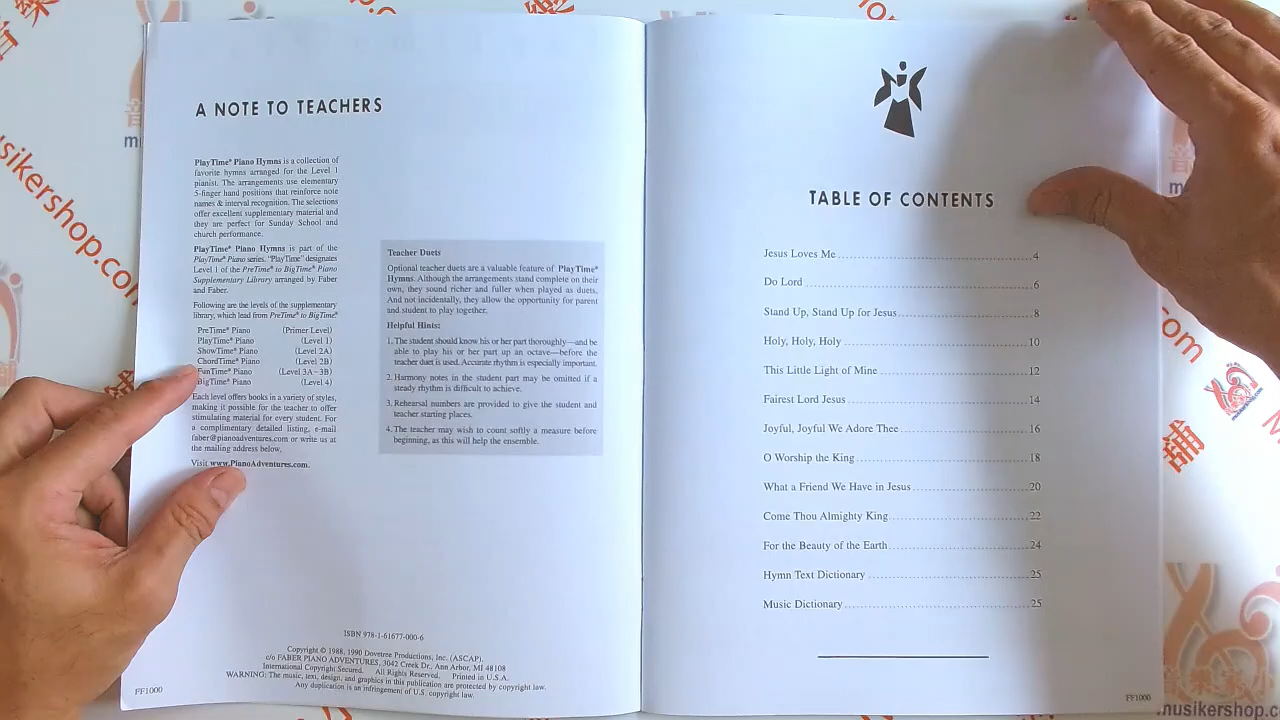 A NOTE TO TEACHERS
PlayTime® Piano Hymns is a collection of
favorite hymns arranged for the Level 1
pianist. The arrangements use elementary
5-finger hand positions that reinforce note
names & interval recognition. The selections
offer excellent supplementary material and
they are perfect for Sunday School and
church performance.
PlayTime® Piano Hymns is part of the
PlayTime® Piano series. "PlayTime" designates
Level 1 of the PreTime® to BigTime® Piano
Supplementary Library arranged by Faber
and Faber.
Following are the levels of the supplementary
library, which lead from PreTime® to BigTime®
PreTime® Piano (Primer Level)
PlayTime® Piano (Level 1)
ShowTime® Piano (Level 2A)
ChordTime® Piano (Level 2B)
FunTime® Piano (Level 3A–3B)
BigTime® Piano (Level 4)
Each level offers books in a variety of styles,
making it possible for the teacher to offer
stimulating material for every student. For
a complimentary detailed listing, e-mail
faber@pianoadventures.com or write us at
the mailing address below.
Visit www.PianoAdventures.com.
Teacher Duets
Optional teacher duets are a valuable feature of PlayTime®
Hymns. Although the arrangements stand complete on their
own, they sound richer and fuller when played as duets.
And not incidentally, they allow the opportunity for parent
and student to play together.
Helpful Hints:
1. The student should know his or her part thoroughly—and be
able to play his or her part up an octave—before the
teacher duet is used. Accurate rhythm is especially important.
2. Harmony notes in the student part may be omitted if a
steady rhythm is difficult to achieve.
3. Rehearsal numbers are provided to give the student and
teacher starting places.
4. The teacher may wish to count softly a measure before
beginning, as this will help the ensemble.
ISBN 978-1-61677-000-6
Copyright © 1988, 1990 Dovetree Productions, Inc. (ASCAP).
c/o FABER PIANO ADVENTURES, 3042 Creek Dr., Ann Arbor, MI 48108
International Copyright Secured. All Rights Reserved. Printed in U.S.A.
WARNING: The music, text, design, and graphics in this publication are protected by copyright law.
Any duplication is an infringement of U.S. copyright law.
FF1000
TABLE OF CONTENTS
Jesus Loves Me 4
Do Lord 6
Stand Up, Stand Up for Jesus 8
Holy, Holy, Holy 10
This Little Light of Mine 12
Fairest Lord Jesus 14
Joyful, Joyful We Adore Thee 16
O Worship the King 18
What a Friend We Have in Jesus 20
Come Thou Almighty King 22
For the Beauty of the Earth 24
Hymn Text Dictionary 25
Music Dictionary 25
FF1000
musikershop.com
musikershop.c